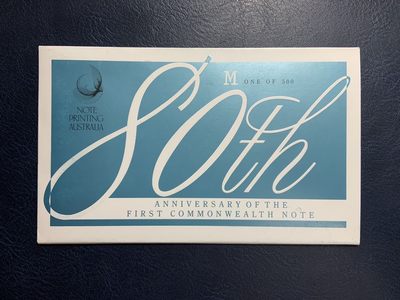 M ONE OF 500
NOTE
PRINTING
AUSTRALIA
80th
ANNIVERSARY OF THE
FIRST COMMONWEALTH NOTE